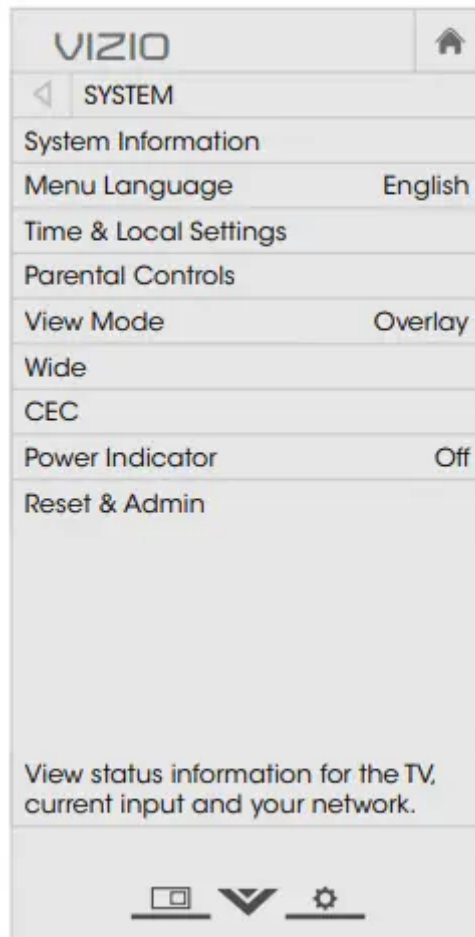 VIZIO
SYSTEM
System Information
Menu Language English
Time & Local Settings
Parental Controls
View Mode Overlay
Wide
CEC
Power Indicator Off
Reset & Admin
View status information for the TV,
current input and your network.